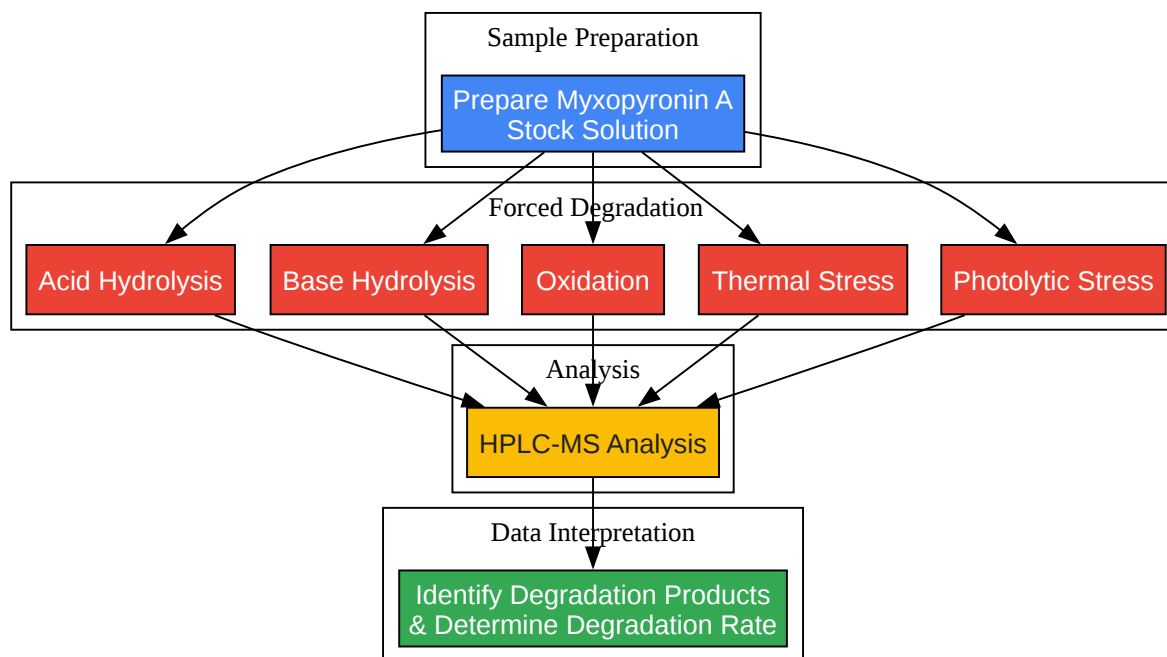 Sample Preparation
Prepare Myxopyronin A
Stock Solution
Forced Degradation
Acid Hydrolysis
Base Hydrolysis
Oxidation
Thermal Stress
Photolytic Stress
Analysis
HPLC-MS Analysis
Data Interpretation
Identify Degradation Products
& Determine Degradation Rate